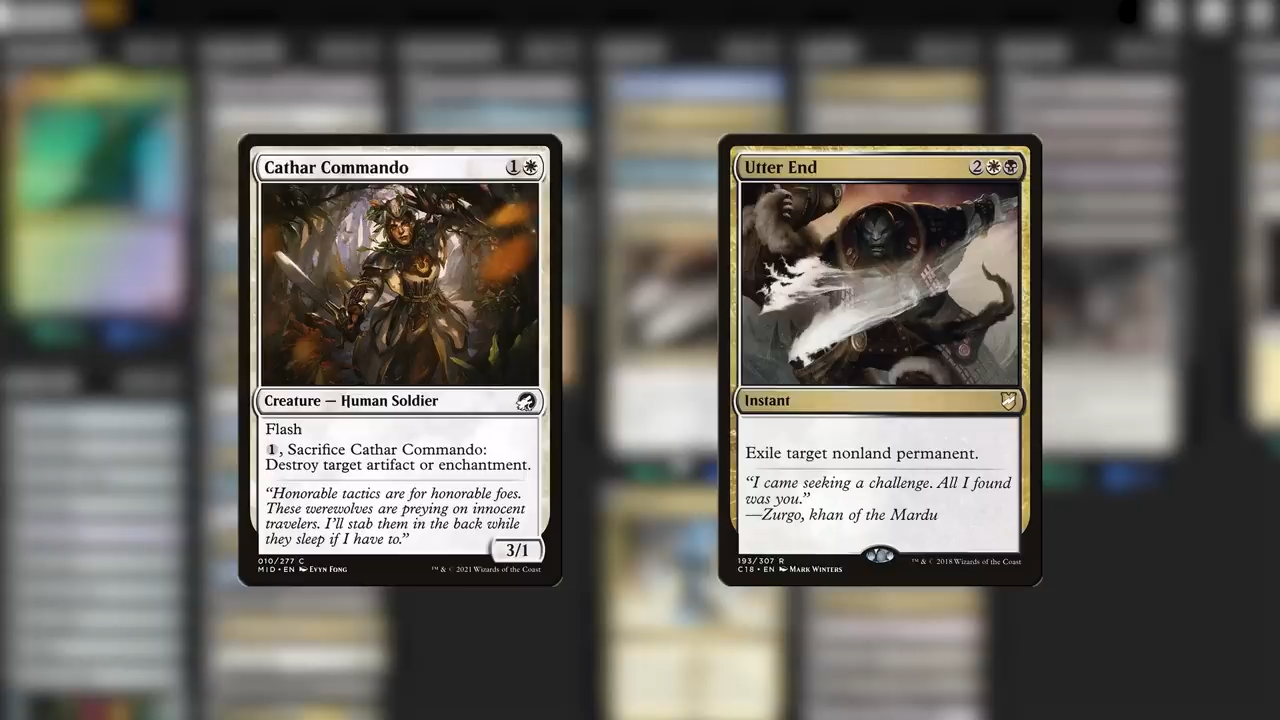 Cathar Commando 1
Creature — Human Soldier
Flash
1, Sacrifice Cathar Commando:
Destroy target artifact or enchantment.
“Honorable tactics are for honorable foes.
These werewolves are preying on innocent
travelers. I’ll stab them in the back while
they sleep if I have to.”
3/1
010/277 C
MID • EN Evyn Fong
™ & © 2021 Wizards of the Coast
Utter End 2
Instant
Exile target nonland permanent.
“I came seeking a challenge. All I found
was you.”
—Zurgo, khan of the Mardu
193/307 R
C18 • EN Mark Winters
™ & © 2018 Wizards of the Coast